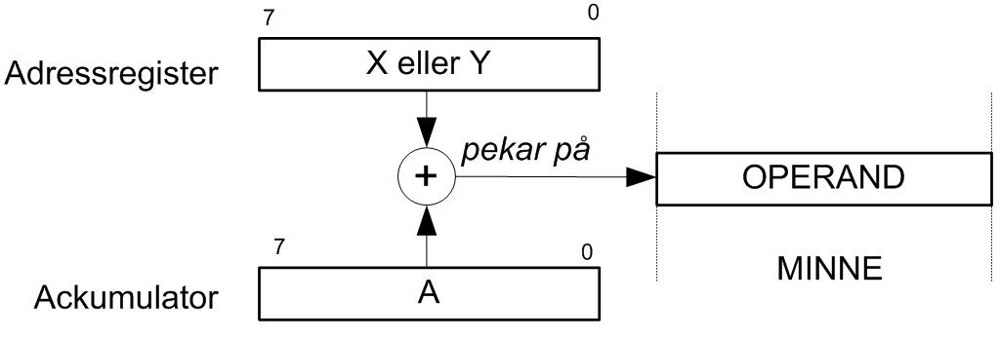 7 0
Adressregister X eller Y
pekar på
+ OPERAND
7 0
MINNE
Ackumulator A